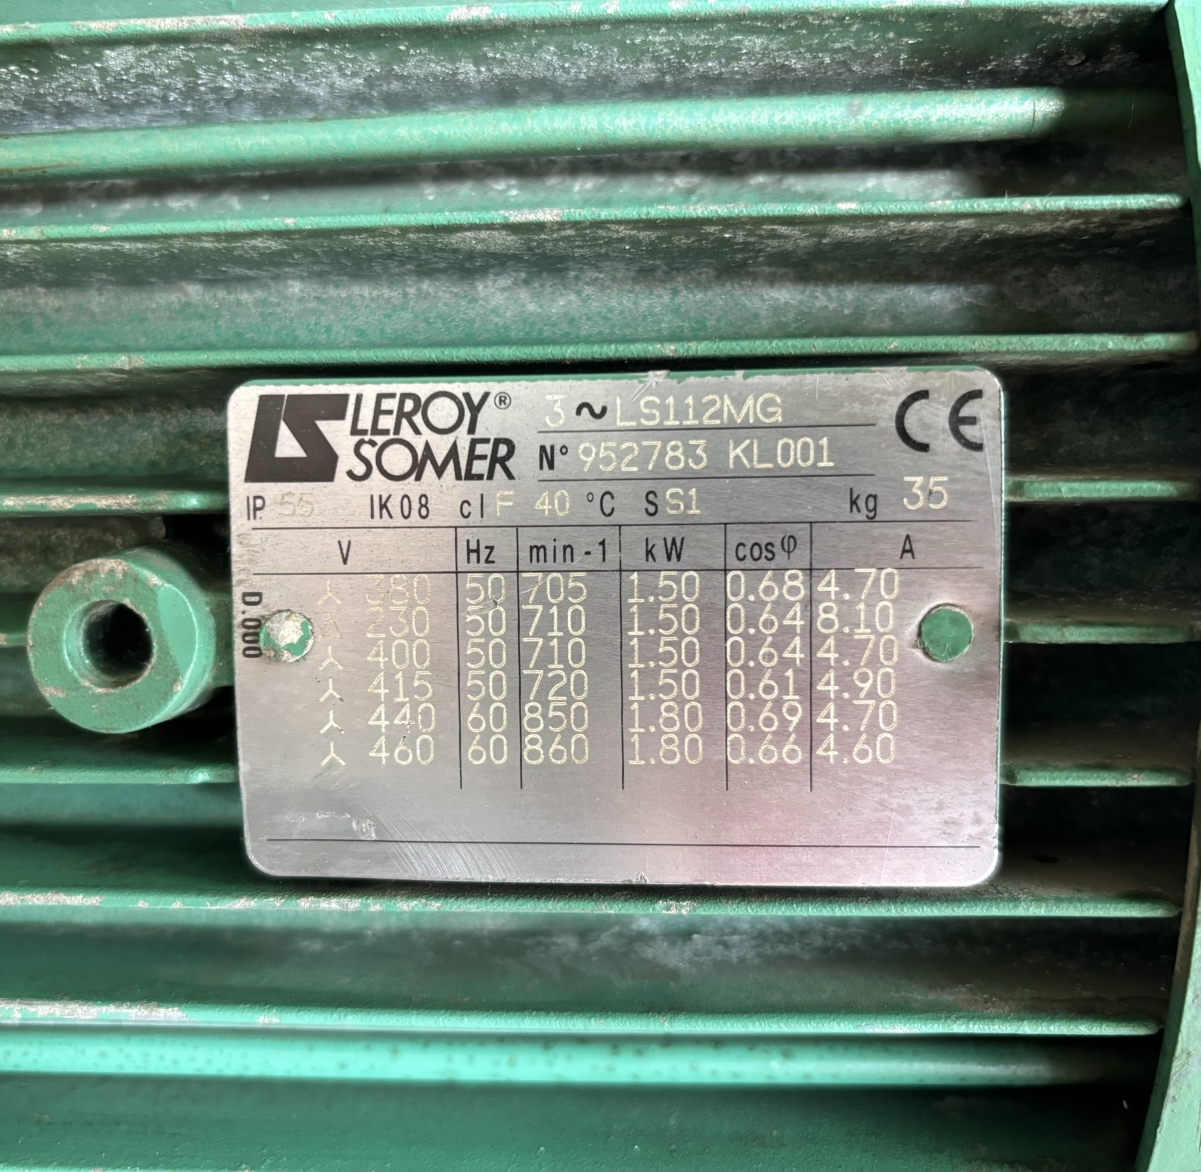 LEROY® 3 ~ LS112MG CE
SOMER N° 952783 KL001
IP 55 IK08 cl F 40 °C S S1 kg 35
V Hz min-1 kW cosφ A
⅄ 380 50 705 1.50 0.68 4.70
Δ 230 50 710 1.50 0.64 8.10
⅄ 400 50 710 1.50 0.64 4.70
⅄ 415 50 720 1.50 0.61 4.90
⅄ 440 60 850 1.80 0.69 4.70
⅄ 460 60 860 1.80 0.66 4.60
D 000